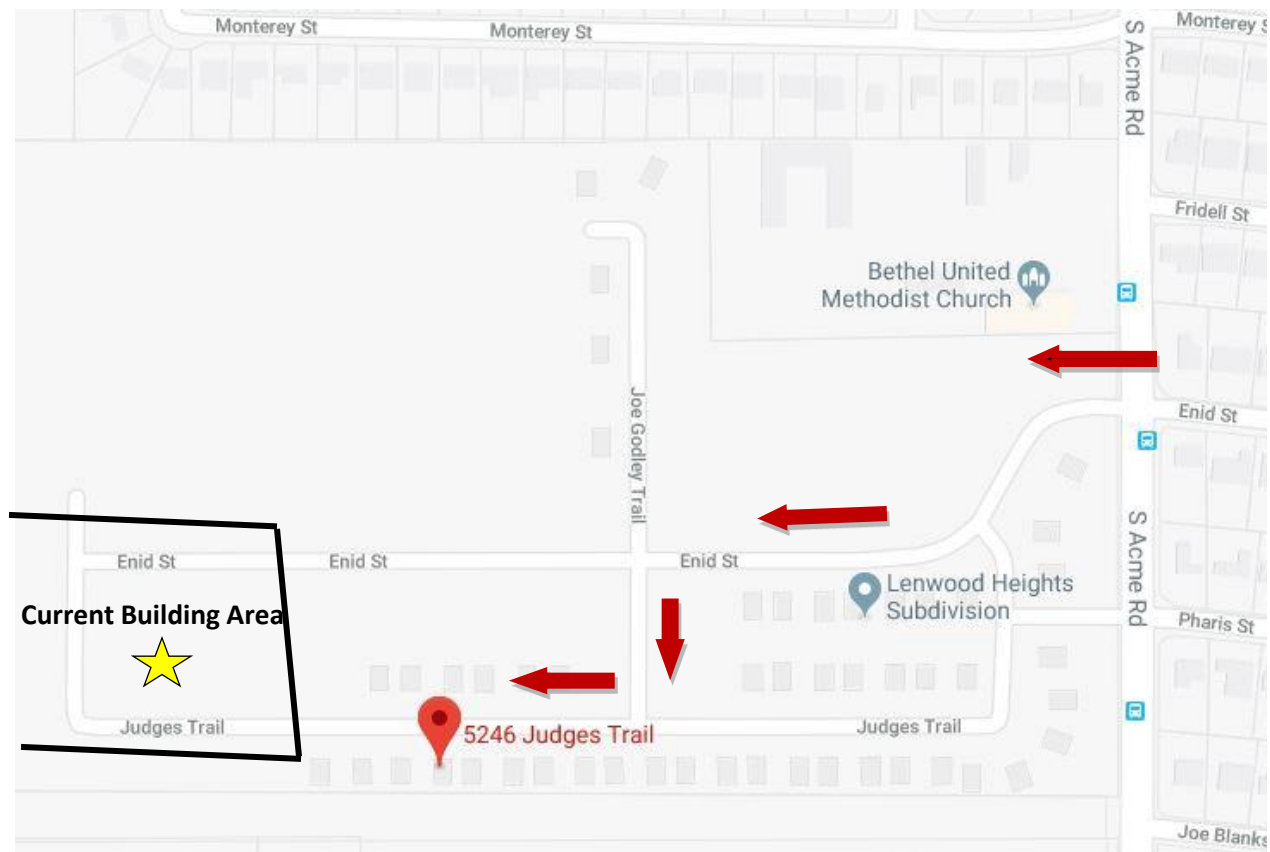 Monterey St
Monterey St
S Acme Rd
Monterey S
Fridell St
Bethel United
Methodist Church
Joe Godley Trail
Enid St
S Acme Rd
Enid St
Enid St
Enid St
Lenwood Heights
Subdivision
Pharis St
Current Building Area
Judges Trail
5246 Judges Trail
Judges Trail
Joe Blanks